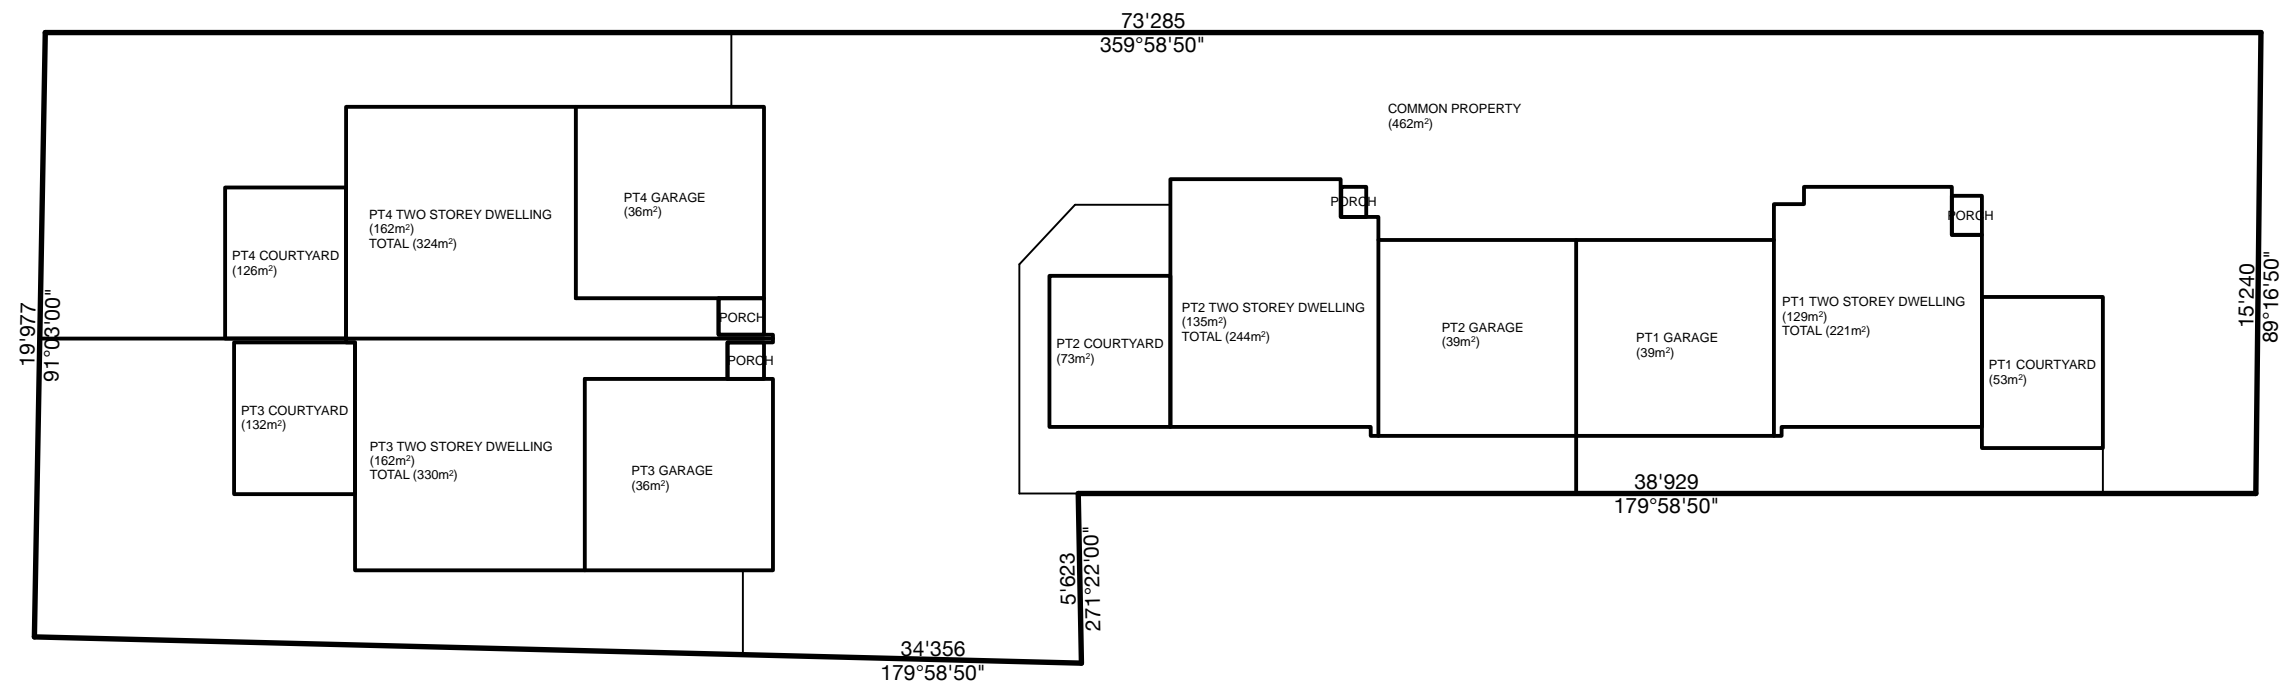 73'285
359°58'50"
COMMON PROPERTY
(462m²)
PT4 GARAGE
(36m²)
PT4 TWO STOREY DWELLING
(162m²)
TOTAL (324m²)
PT4 COURTYARD
(126m²)
PORCH
PORCH
PT3 COURTYARD
(132m²)
PT3 TWO STOREY DWELLING
(162m²)
TOTAL (330m²)
PT3 GARAGE
(36m²)
19'977
91°03'00"
PORCH
PT2 TWO STOREY DWELLING
(135m²)
TOTAL (244m²)
PT2 COURTYARD
(73m²)
PT2 GARAGE
(39m²)
PT1 GARAGE
(39m²)
PORCH
PT1 TWO STOREY DWELLING
(129m²)
TOTAL (221m²)
PT1 COURTYARD
(53m²)
15'240
89°16'50"
38'929
179°58'50"
5'623
271°22'00"
34'356
179°58'50"